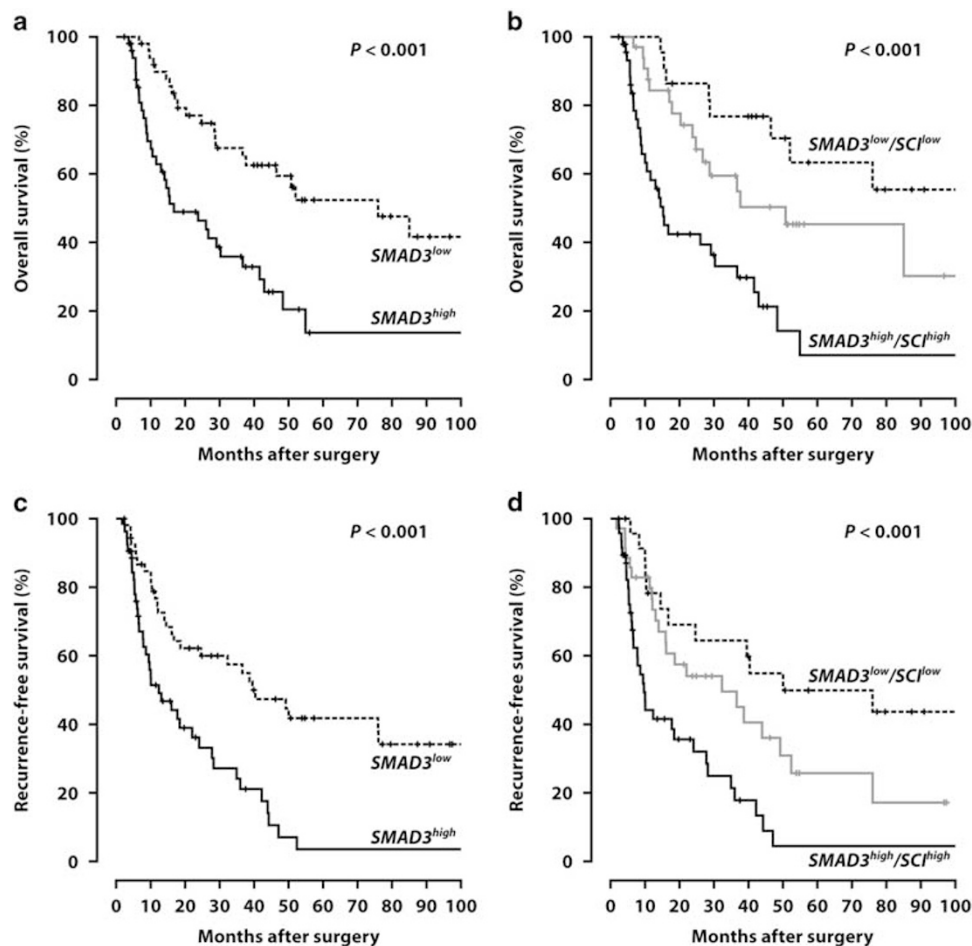 a
P < 0.001
Overall survival (%)
100
80
60
40
20
0
SMAD3low
SMAD3high
0 10 20 30 40 50 60 70 80 90 100
Months after surgery
b
P < 0.001
Overall survival (%)
100
80
60
40
20
0
SMAD3low/SCIlow
SMAD3high/SCIhigh
0 10 20 30 40 50 60 70 80 90 100
Months after surgery
c
P < 0.001
Recurrence-free survival (%)
100
80
60
40
20
0
SMAD3low
SMAD3high
0 10 20 30 40 50 60 70 80 90 100
Months after surgery
d
P < 0.001
Recurrence-free survival (%)
100
80
60
40
20
0
SMAD3low/SCIlow
SMAD3high/SCIhigh
0 10 20 30 40 50 60 70 80 90 100
Months after surgery